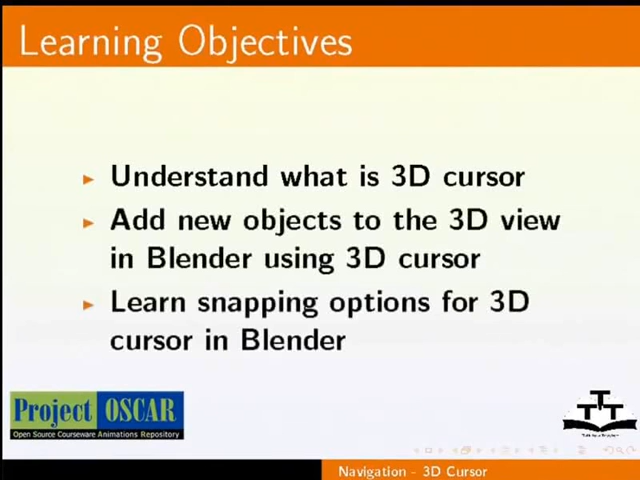 Learning Objectives
Understand what is 3D cursor
Add new objects to the 3D view
in Blender using 3D cursor
Learn snapping options for 3D
cursor in Blender
Project OSCAR
Open Source Courseware Animations Repository
TTT
Navigation - 3D Cursor